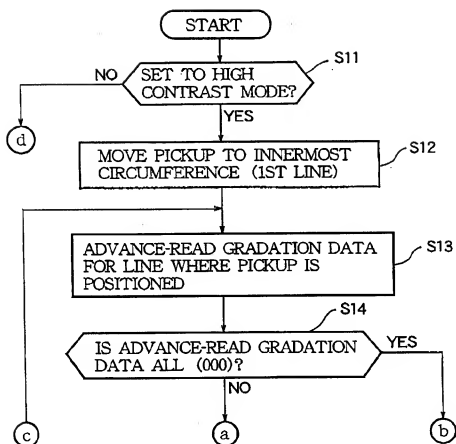 START
S11
NO
SET TO HIGH
CONTRAST MODE?
d
YES
S12
MOVE PICKUP TO INNERMOST
CIRCUMFERENCE (1ST LINE)
S13
ADVANCE-READ GRADATION DATA
FOR LINE WHERE PICKUP IS
POSITIONED
S14
IS ADVANCE-READ GRADATION
DATA ALL (000)?
YES
NO
c
a
b